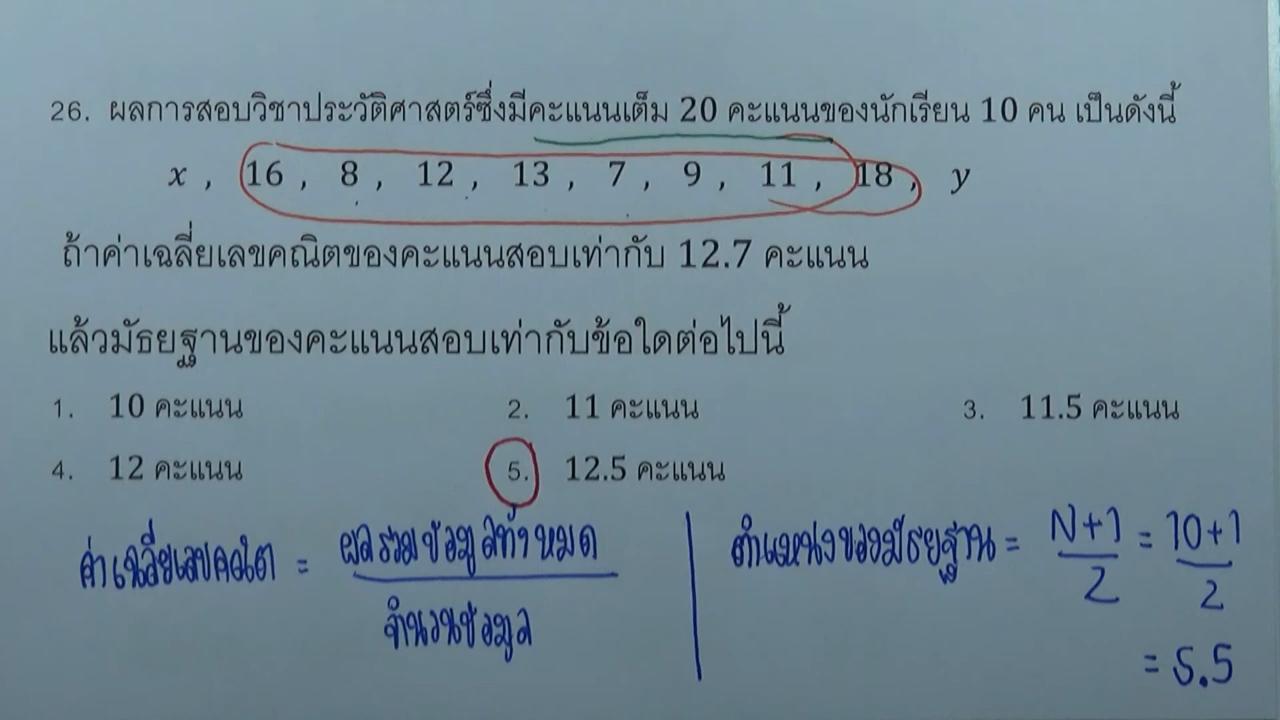 26. ผลการสอบวิชาประวัติศาสตร์ซึ่งมีคะแนนเต็ม 20 คะแนนของนักเรียน 10 คน เป็นดังนี้
x , 16 , 8 , 12 , 13 , 7 , 9 , 11 , 18 , y
ถ้าค่าเฉลี่ยเลขคณิตของคะแนนสอบเท่ากับ 12.7 คะแนน
แล้วมัธยฐานของคะแนนสอบเท่ากับข้อใดต่อไปนี้
1. 10 คะแนน 2. 11 คะแนน 3. 11.5 คะแนน
4. 12 คะแนน 5. 12.5 คะแนน
ค่าเฉลี่ยเลขคณิต = ผลรวมข้อมูลทั้งหมด
จำนวนข้อมูล
ตำแหน่งของมัธยฐาน = N+1 = 10+1
2 2
= 5.5